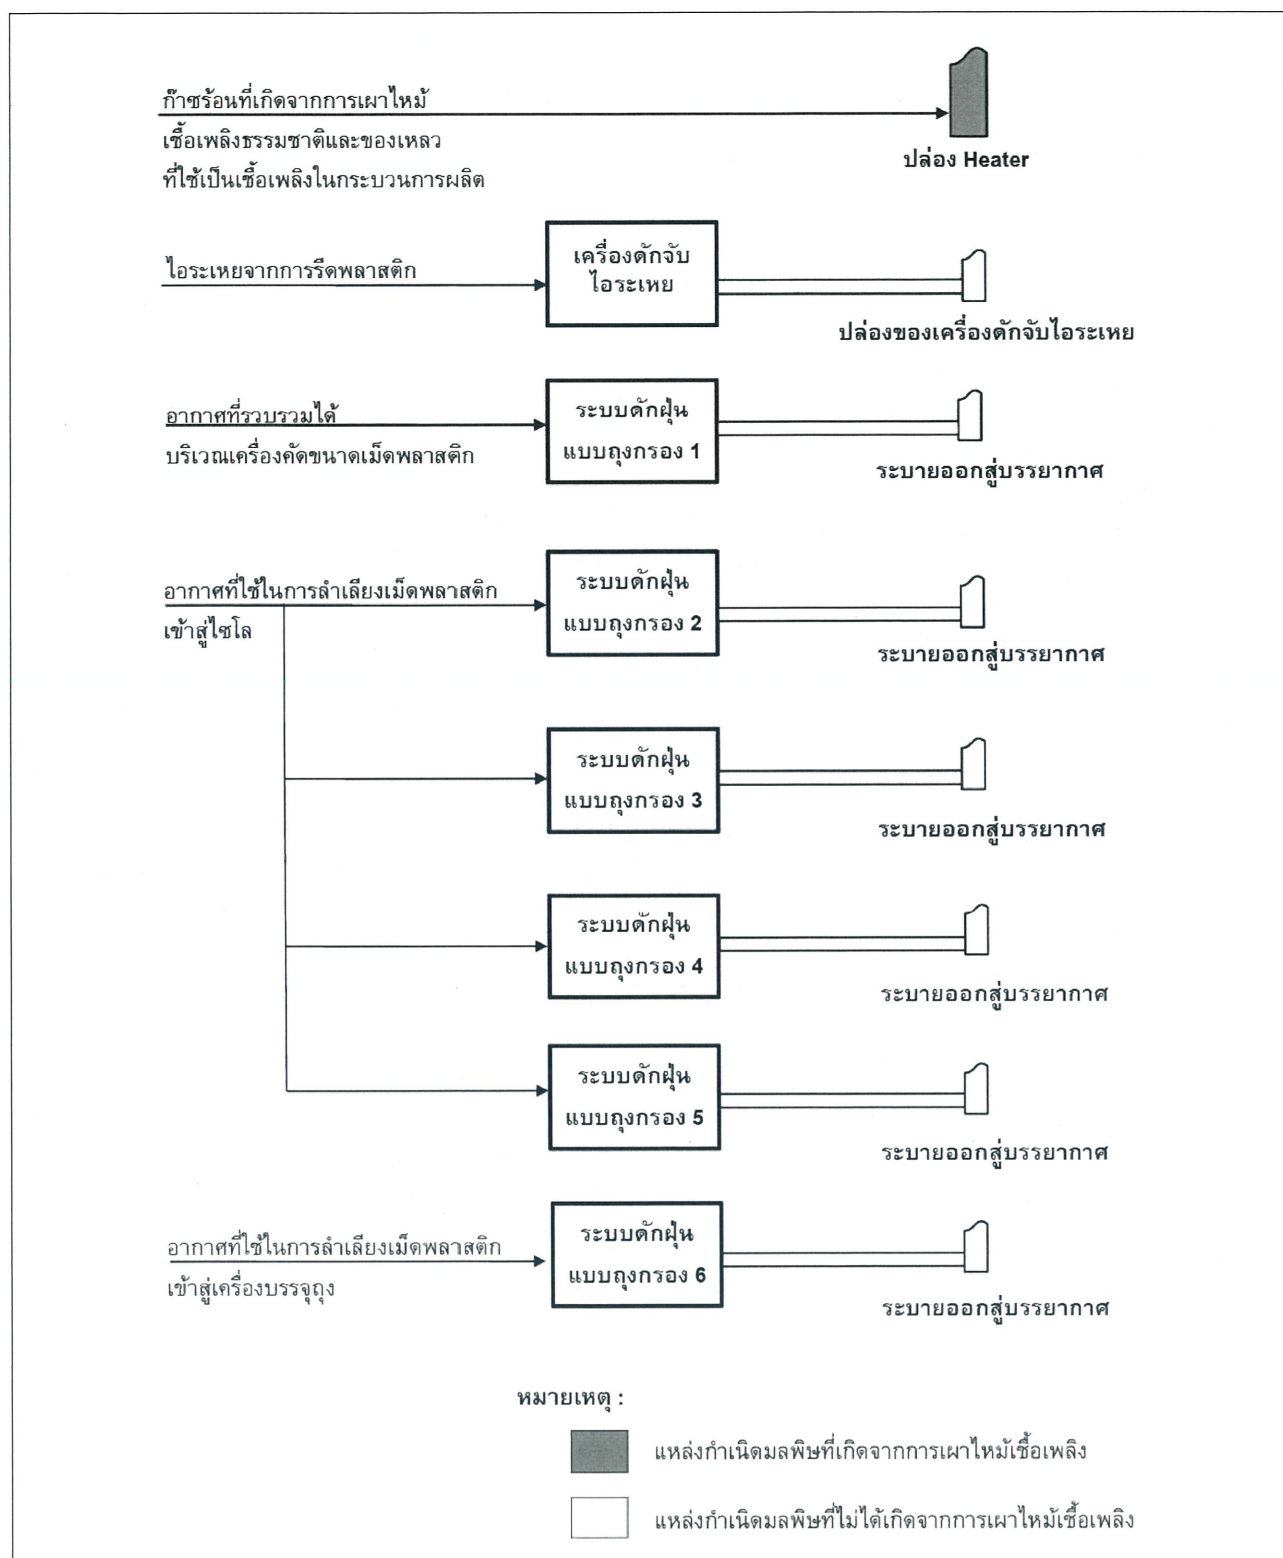 ก๊าซร้อนที่เกิดจากการเผาไหม้
เชื้อเพลิงธรรมชาติและของเหลว
ที่ใช้เป็นเชื้อเพลิงในกระบวนการผลิต
ปล่อง Heater
ไอระเหยจากการรีดพลาสติก
เครื่องดักจับ
ไอระเหย
ปล่องของเครื่องดักจับไอระเหย
อากาศที่รวบรวมได้
บริเวณเครื่องคัดขนาดเม็ดพลาสติก
ระบบดักฝุ่น
แบบถุงกรอง 1
ระบายออกสู่บรรยากาศ
อากาศที่ใช้ในการลำเลียงเม็ดพลาสติก
เข้าสู่ไซโล
ระบบดักฝุ่น
แบบถุงกรอง 2
ระบายออกสู่บรรยากาศ
ระบบดักฝุ่น
แบบถุงกรอง 3
ระบายออกสู่บรรยากาศ
ระบบดักฝุ่น
แบบถุงกรอง 4
ระบายออกสู่บรรยากาศ
ระบบดักฝุ่น
แบบถุงกรอง 5
ระบายออกสู่บรรยากาศ
อากาศที่ใช้ในการลำเลียงเม็ดพลาสติก
เข้าสู่เครื่องบรรจุถุง
ระบบดักฝุ่น
แบบถุงกรอง 6
ระบายออกสู่บรรยากาศ
หมายเหตุ :
แหล่งกำเนิดมลพิษที่เกิดจากการเผาไหม้เชื้อเพลิง
แหล่งกำเนิดมลพิษที่ไม่ได้เกิดจากการเผาไหม้เชื้อเพลิง